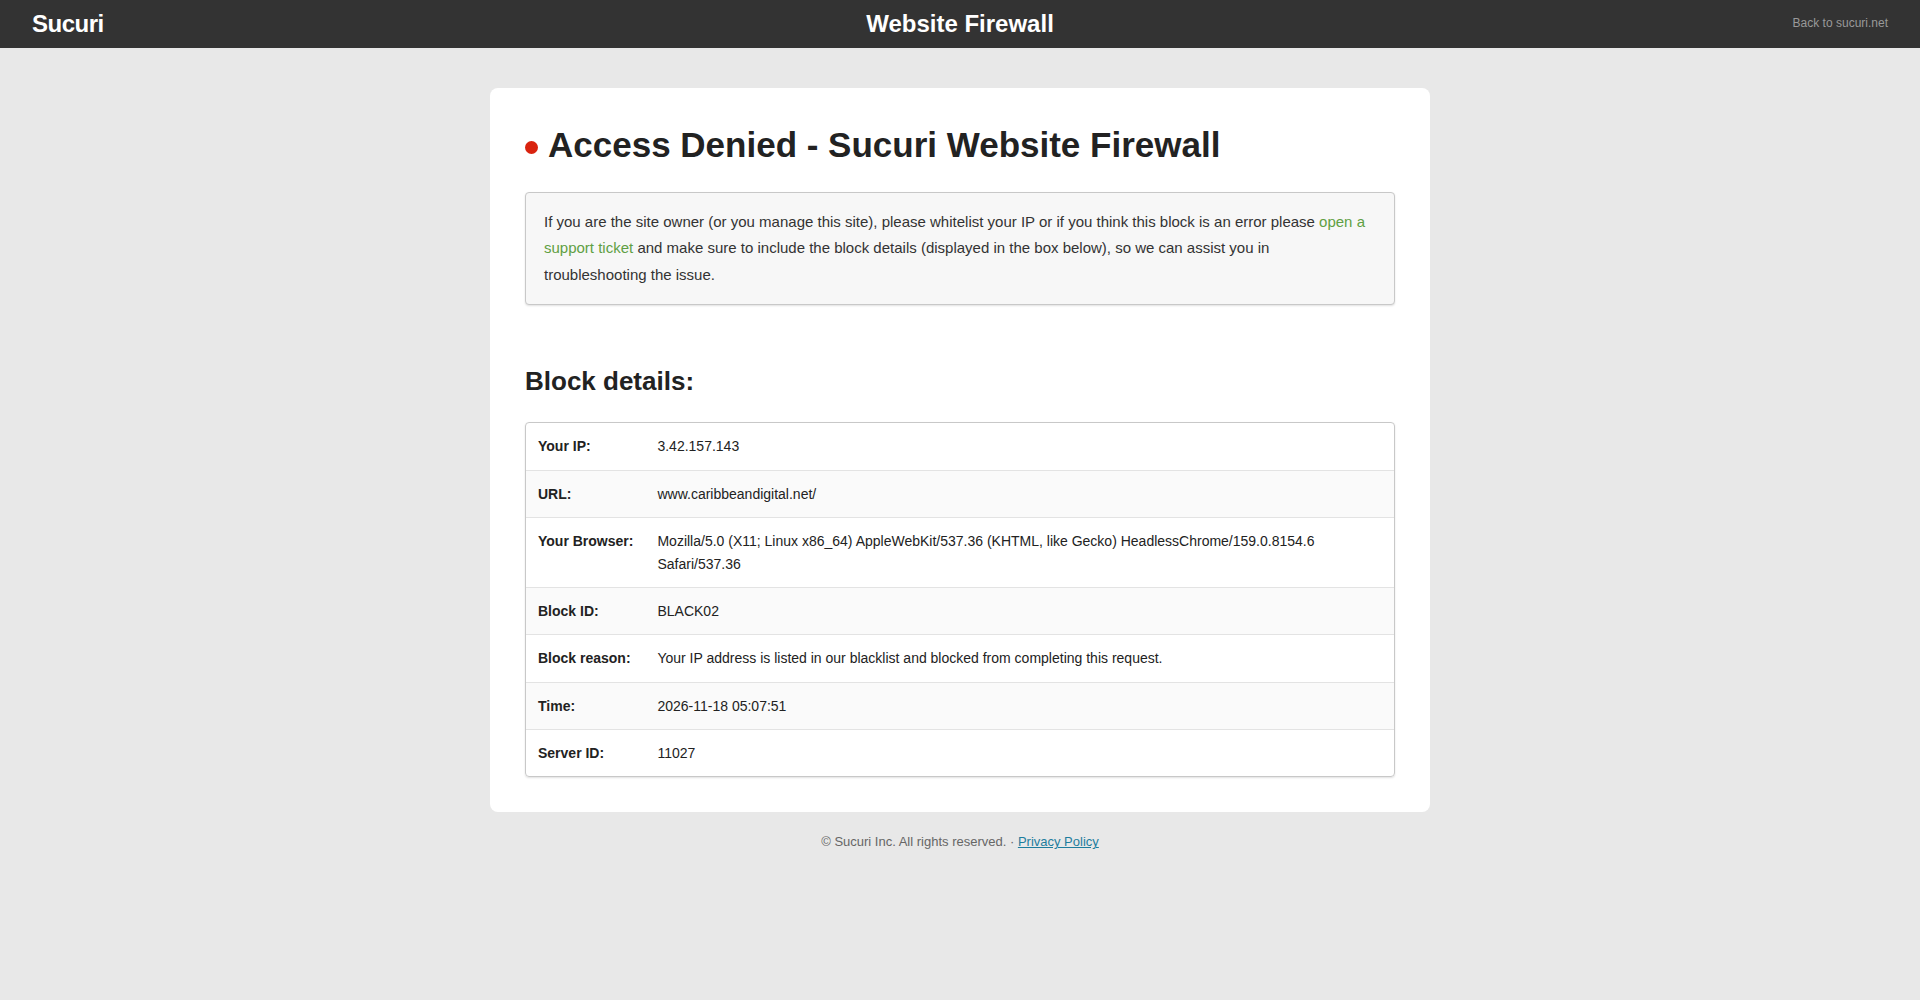 Sucuri
Website Firewall
Back to sucuri.net
Access Denied - Sucuri Website Firewall
If you are the site owner (or you manage this site), please whitelist your IP or if you think this block is an error please open a
support ticket and make sure to include the block details (displayed in the box below), so we can assist you in
troubleshooting the issue.
Block details:
Your IP: 3.42.157.143
URL: www.caribbeandigital.net/
Your Browser: Mozilla/5.0 (X11; Linux x86_64) AppleWebKit/537.36 (KHTML, like Gecko) HeadlessChrome/159.0.8154.6
Safari/537.36
Block ID: BLACK02
Block reason: Your IP address is listed in our blacklist and blocked from completing this request.
Time: 2026-11-18 05:07:51
Server ID: 11027
© Sucuri Inc. All rights reserved. · Privacy Policy